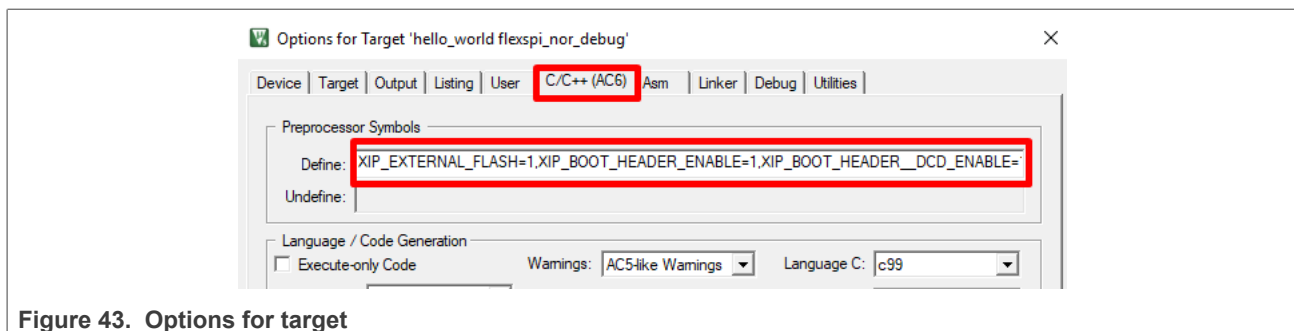 Options for Target 'hello_world flexspi_nor_debug'
Device Target Output Listing User C/C++ (AC6) Asm Linker Debug Utilities
Preprocessor Symbols
Define: XIP_EXTERNAL_FLASH=1,XIP_BOOT_HEADER_ENABLE=1,XIP_BOOT_HEADER__DCD_ENABLE=
Undefine:
Language / Code Generation
Execute-only Code Warnings: AC5-like Warnings Language C: c99
Figure 43. Options for target